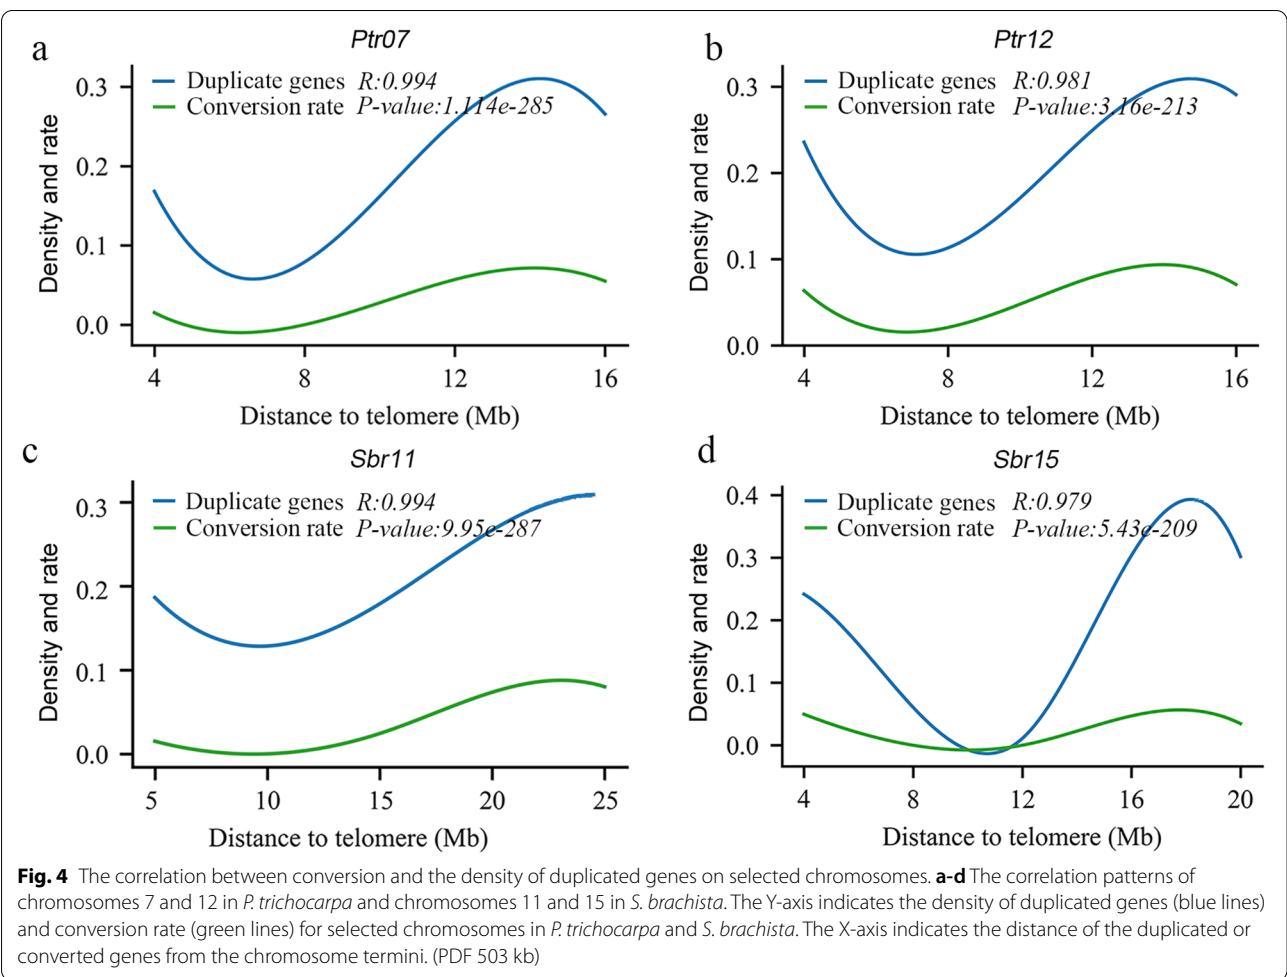 a
Ptr07
Duplicate genes R:0.994
Conversion rate P-value:1.114e-285
Density and rate
0.3
0.2
0.1
0.0
4 8 12 16
Distance to telomere (Mb)
b
Ptr12
Duplicate genes R:0.981
Conversion rate P-value:3.16e-213
Density and rate
0.3
0.2
0.1
0.0
4 8 12 16
Distance to telomere (Mb)
c
Sbr11
Duplicate genes R:0.994
Conversion rate P-value:9.95e-287
Density and rate
0.3
0.2
0.1
0.0
5 10 15 20 25
Distance to telomere (Mb)
d
Sbr15
Duplicate genes R:0.979
Conversion rate P-value:5.43e-209
Density and rate
0.4
0.3
0.2
0.1
0.0
4 8 12 16 20
Distance to telomere (Mb)
Fig. 4 The correlation between conversion and the density of duplicated genes on selected chromosomes. a-d The correlation patterns of
chromosomes 7 and 12 in P. trichocarpa and chromosomes 11 and 15 in S. brachista. The Y-axis indicates the density of duplicated genes (blue lines)
and conversion rate (green lines) for selected chromosomes in P. trichocarpa and S. brachista. The X-axis indicates the distance of the duplicated or
converted genes from the chromosome termini. (PDF 503 kb)